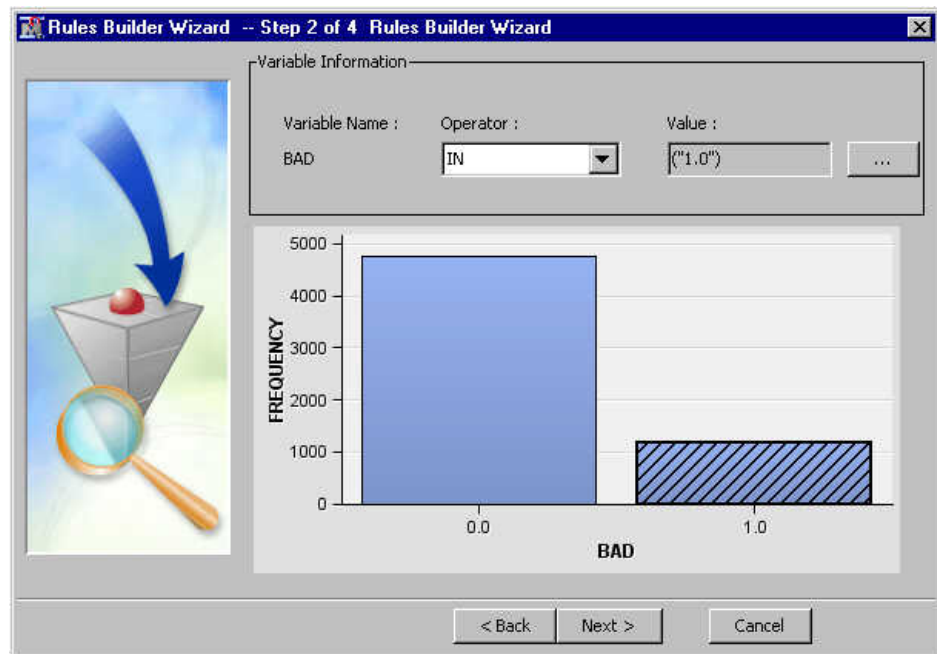 Rules Builder Wizard -- Step 2 of 4 Rules Builder Wizard
Variable Information
Variable Name : Operator : Value :
BAD IN ("1.0") ...
5000
4000
3000
2000
1000
0
FREQUENCY
0.0 1.0
BAD
< Back Next > Cancel